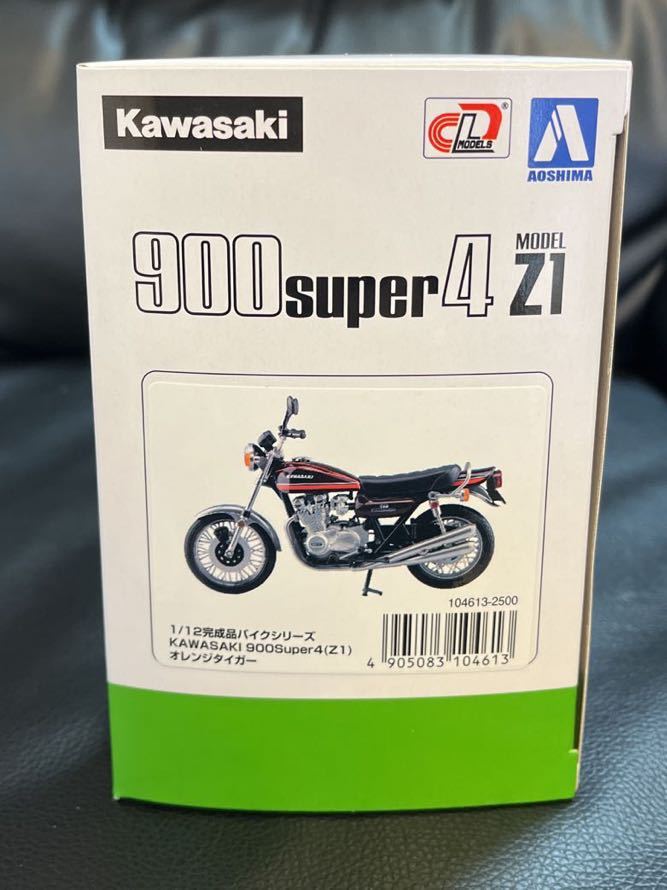 Kawasaki
CL MODELS ®
AOSHIMA
900super4 MODEL Z1
KAWASAKI
104613-2500
1/12完成品バイクシリーズ
KAWASAKI 900Super4(Z1)
オレンジタイガー
4 905083 104613